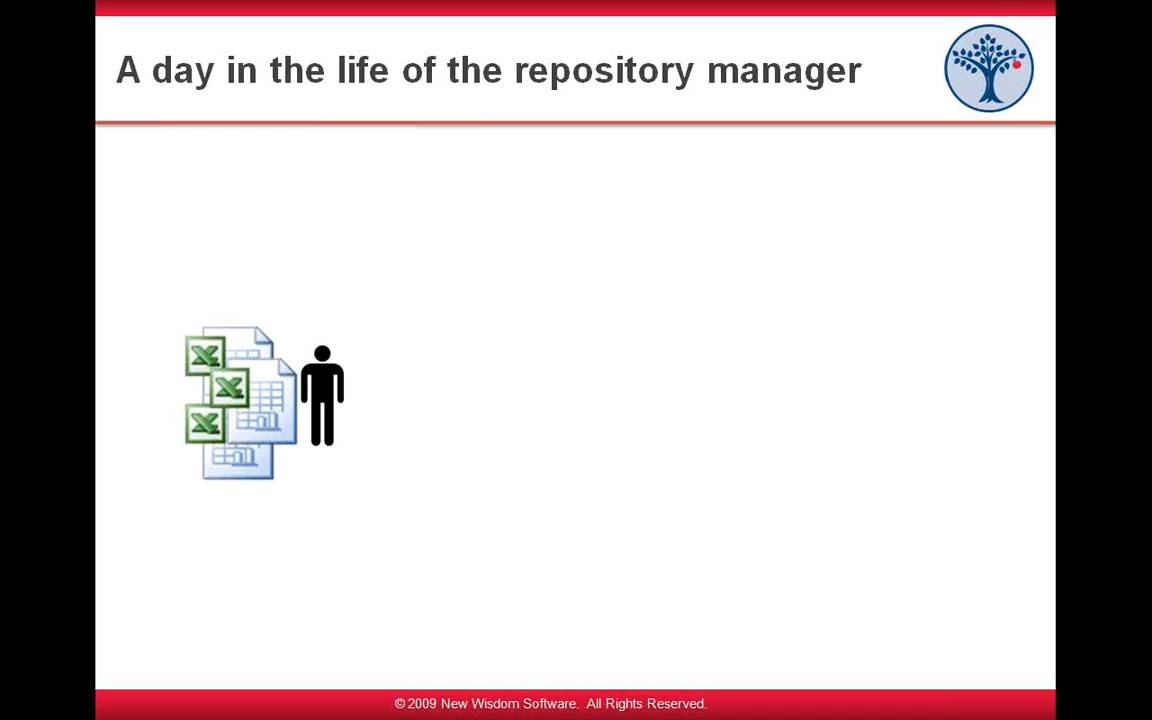 A day in the life of the repository manager
© 2009 New Wisdom Software. All Rights Reserved.